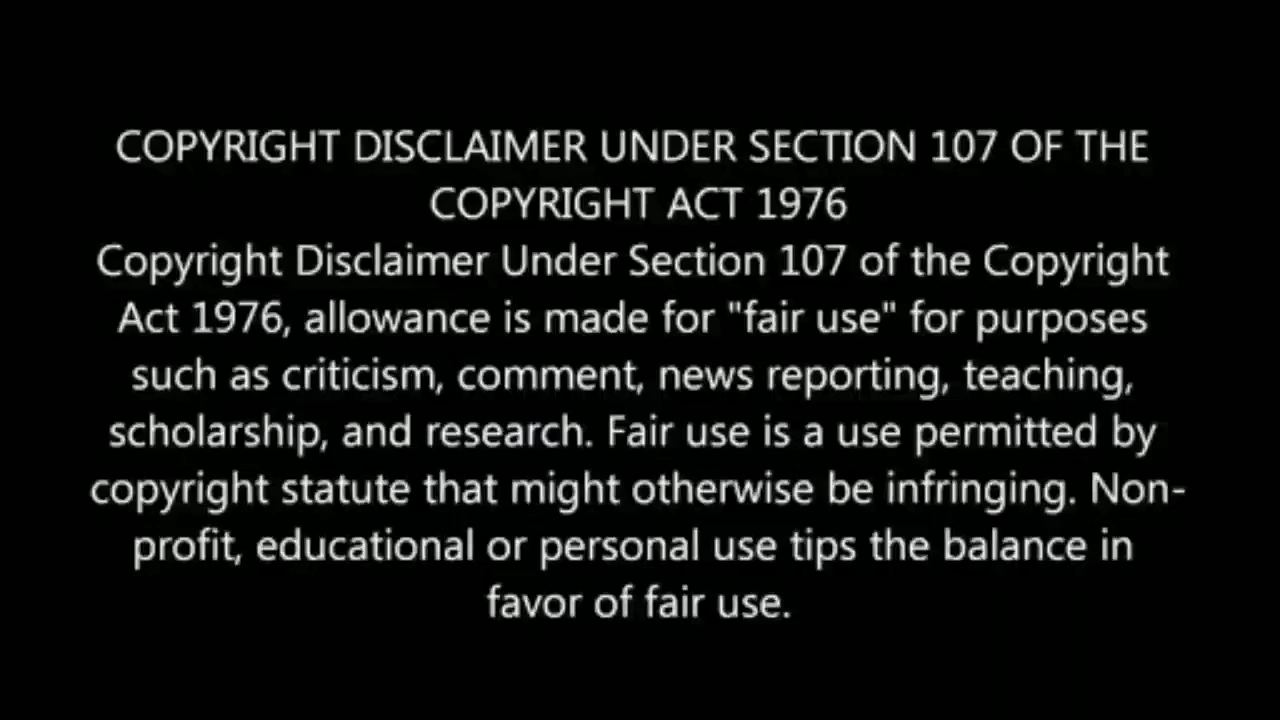 COPYRIGHT DISCLAIMER UNDER SECTION 107 OF THE
COPYRIGHT ACT 1976
Copyright Disclaimer Under Section 107 of the Copyright
Act 1976, allowance is made for "fair use" for purposes
such as criticism, comment, news reporting, teaching,
scholarship, and research. Fair use is a use permitted by
copyright statute that might otherwise be infringing. Non-
profit, educational or personal use tips the balance in
favor of fair use.